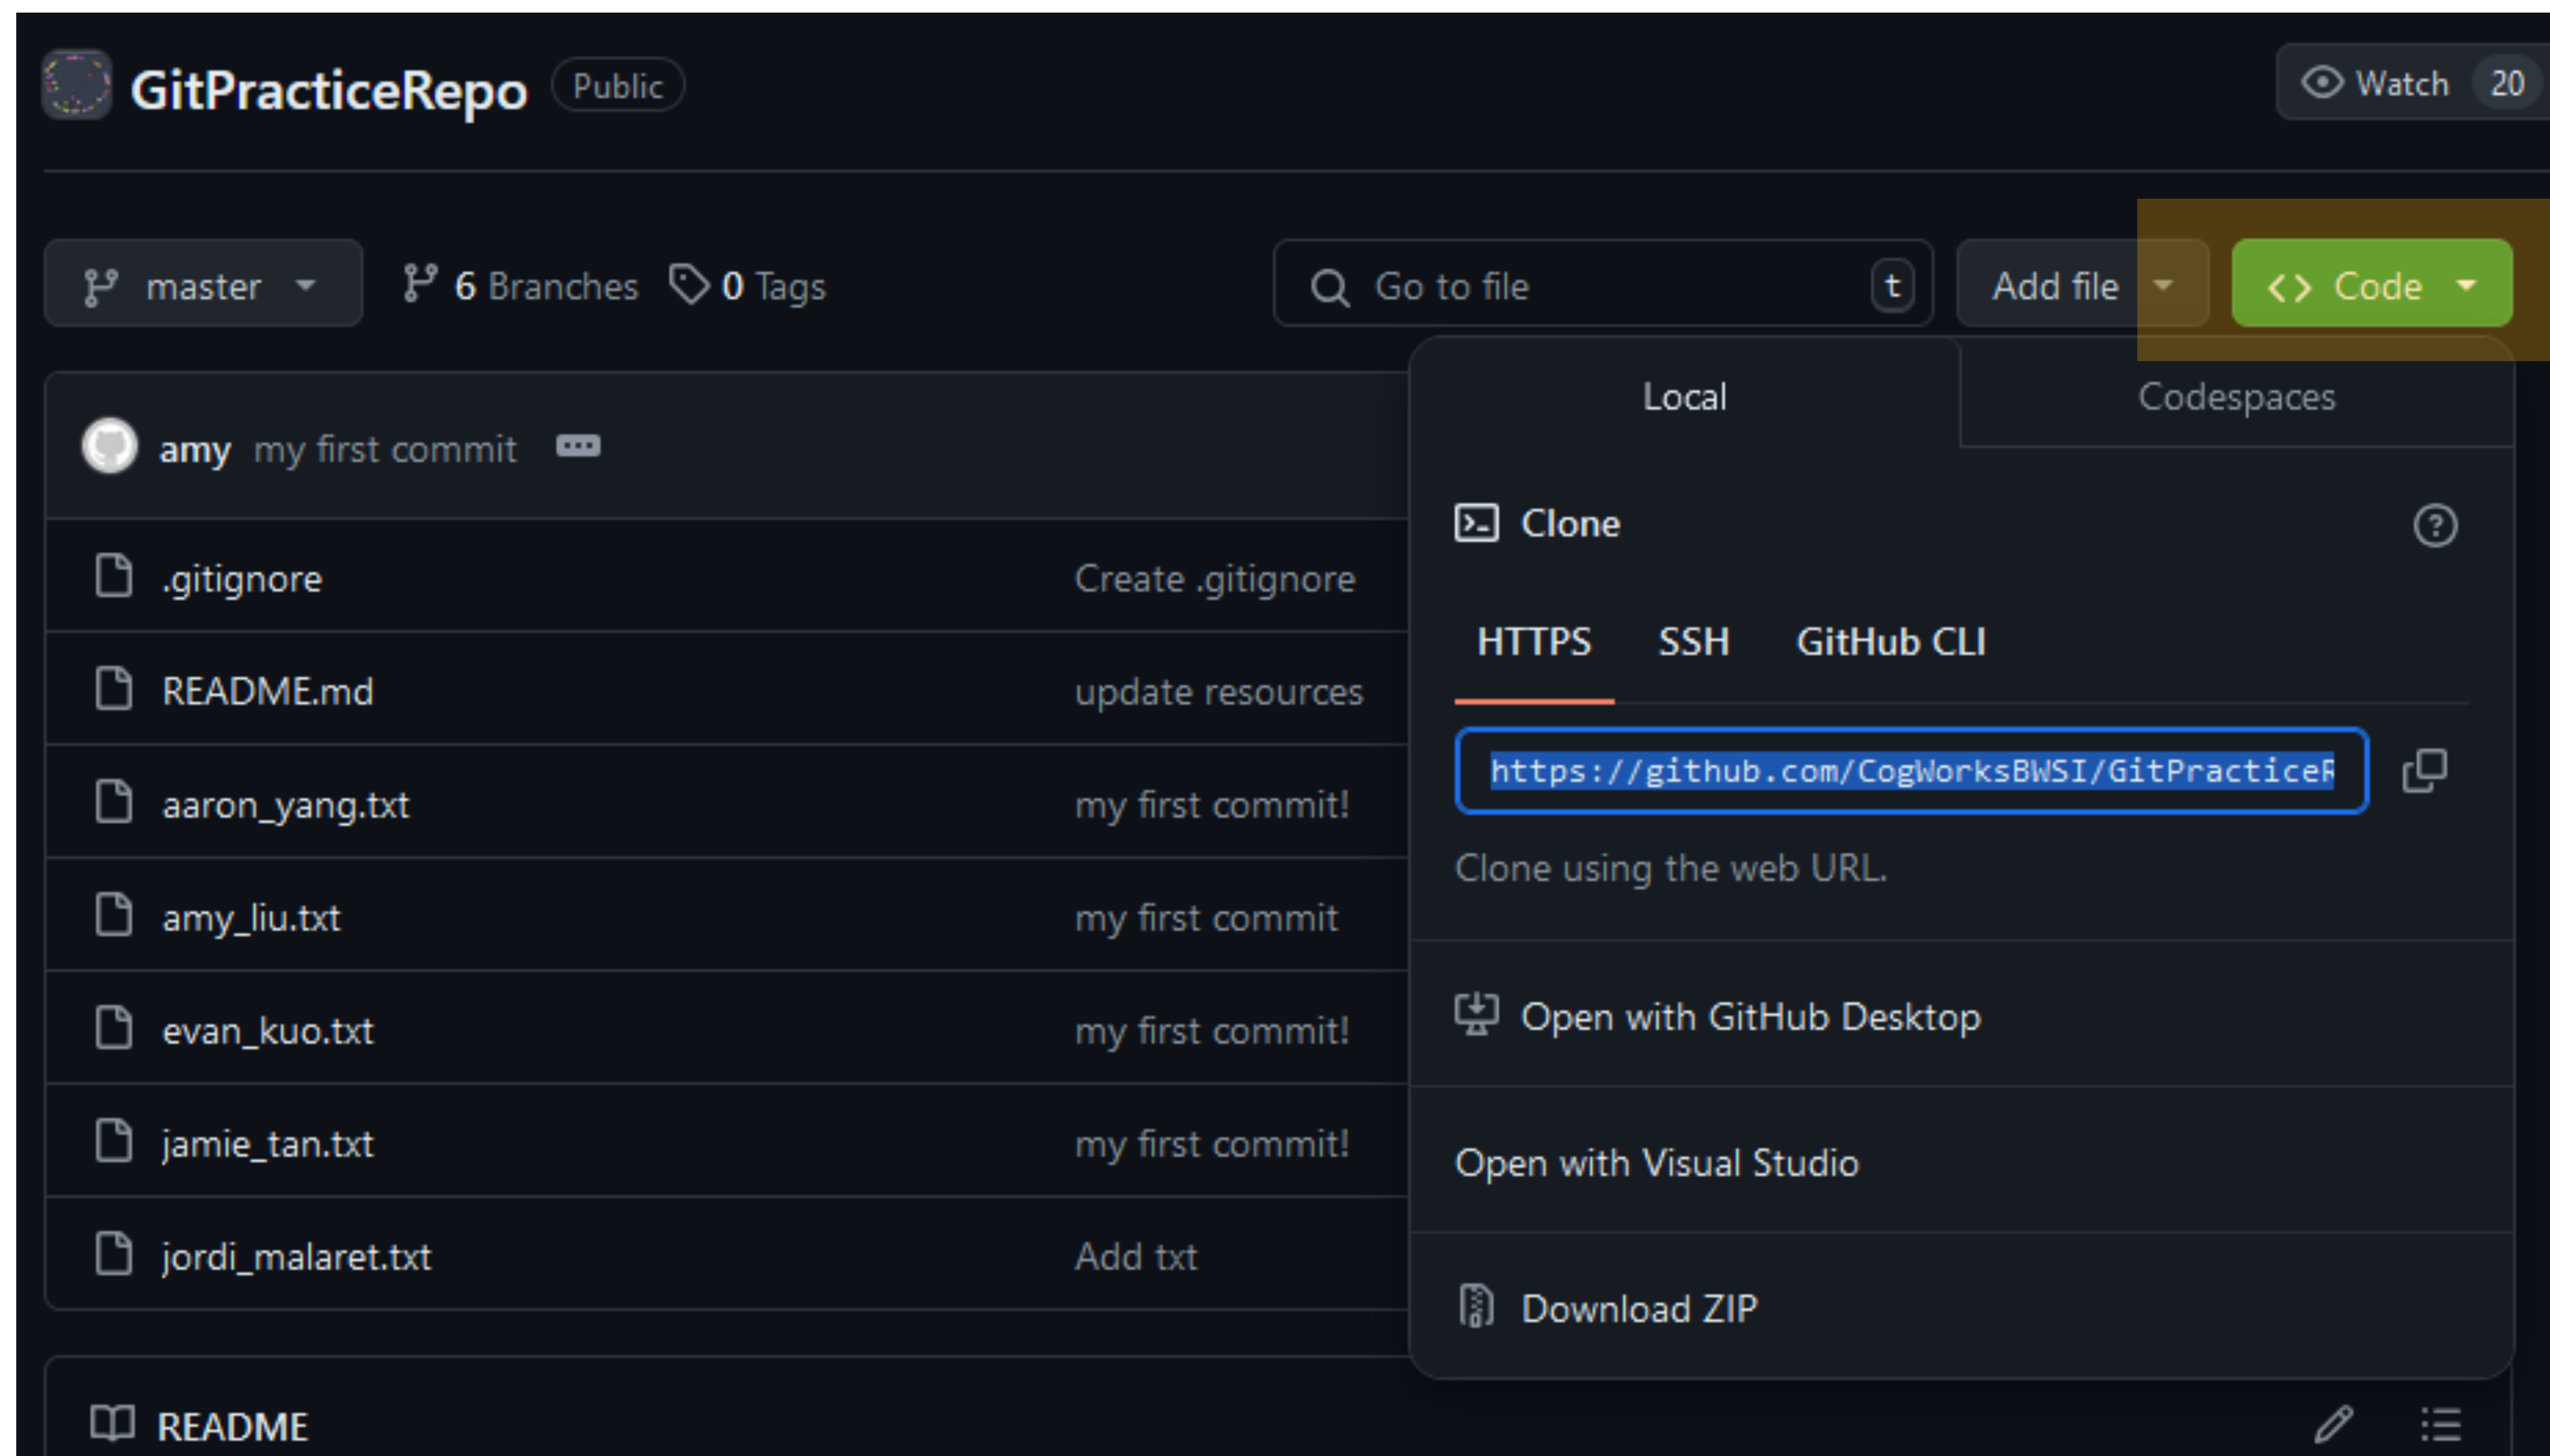 GitPracticeRepo Public Watch 20
master 6 Branches 0 Tags Go to file t Add file <> Code
amy my first commit
.gitignore Create .gitignore
README.md update resources
aaron_yang.txt my first commit!
amy_liu.txt my first commit
evan_kuo.txt my first commit!
jamie_tan.txt my first commit!
jordi_malaret.txt Add txt
README
Local Codespaces
Clone
HTTPS SSH GitHub CLI
https://github.com/CogWorksBWSI/GitPracticeR
Clone using the web URL.
Open with GitHub Desktop
Open with Visual Studio
Download ZIP